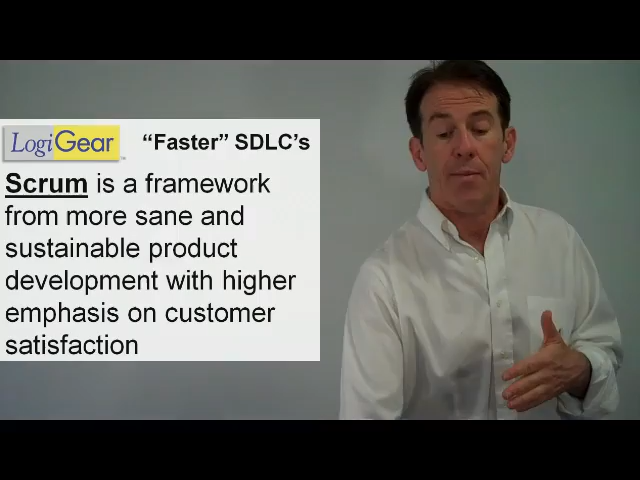 LogiGear "Faster" SDLC's
Scrum is a framework
from more sane and
sustainable product
development with higher
emphasis on customer
satisfaction